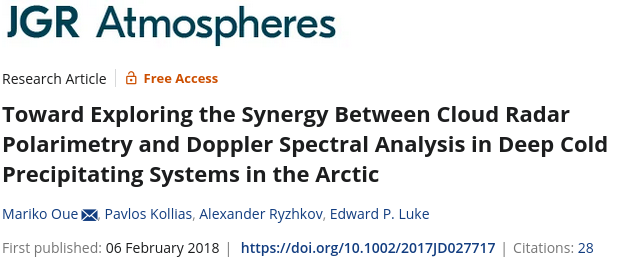 JGR Atmospheres
Research Article | Free Access
Toward Exploring the Synergy Between Cloud Radar
Polarimetry and Doppler Spectral Analysis in Deep Cold
Precipitating Systems in the Arctic
Mariko Oue, Pavlos Kollias, Alexander Ryzhkov, Edward P. Luke
First published: 06 February 2018 | https://doi.org/10.1002/2017JD027717 | Citations: 28